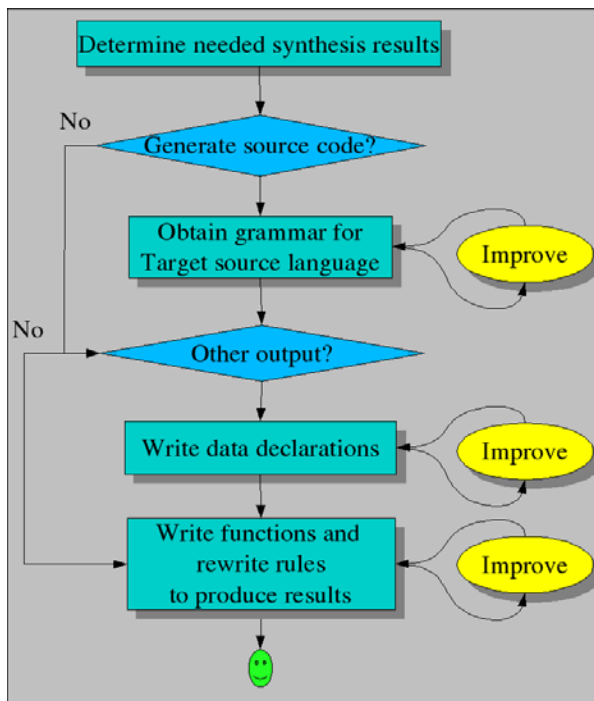 Determine needed synthesis results
No
Generate source code?
Obtain grammar for
Target source language
Improve
No
Other output?
Write data declarations
Improve
Write functions and
rewrite rules
to produce results
Improve